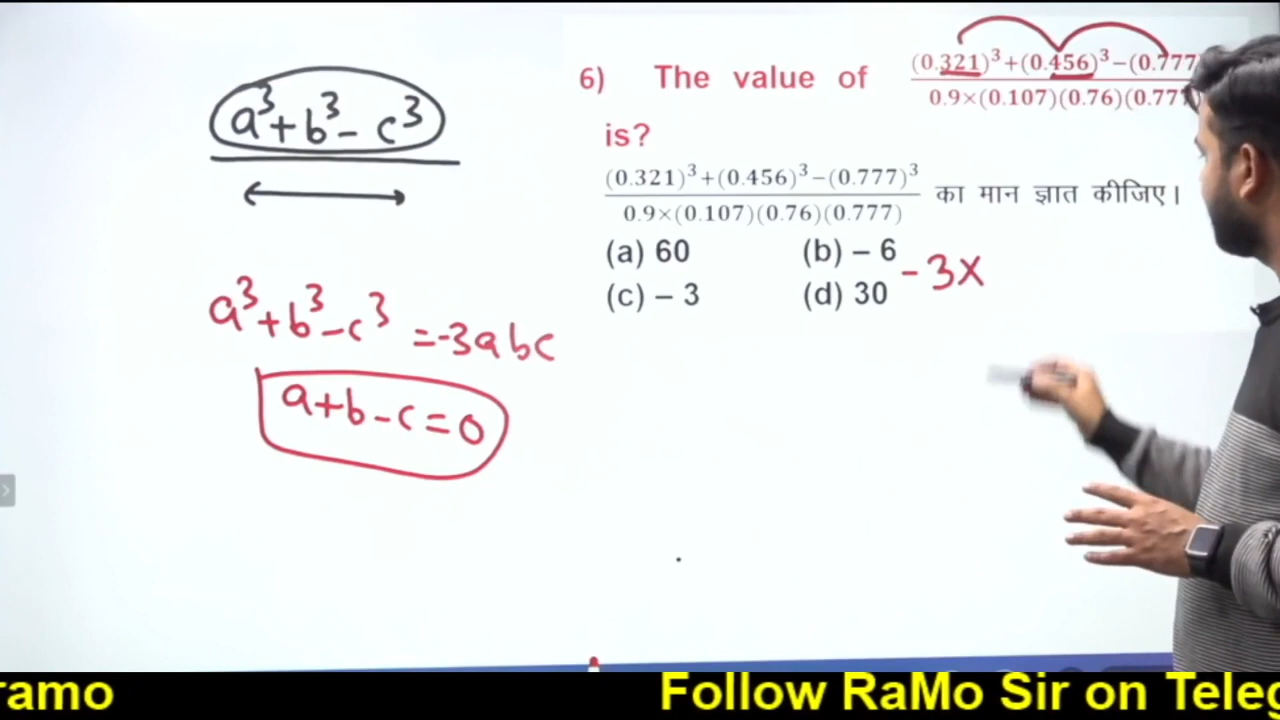 a³+b³-c³
6) The value of (0.321)³+(0.456)³−(0.777) / 0.9×(0.107)(0.76)(0.777)
is?
(0.321)³+(0.456)³−(0.777)³ / 0.9×(0.107)(0.76)(0.777) का मान ज्ञात कीजिए।
(a) 60 (b) – 6
(c) – 3 (d) 30
-3x
a³+b³-c³ =-3abc
a+b-c=0
ramo Follow RaMo Sir on Teleg